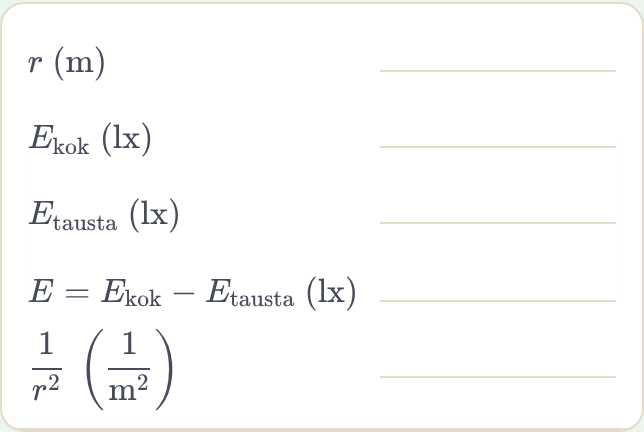 r (m)
E_kok (lx)
E_tausta (lx)
E = E_kok − E_tausta (lx)
1/r² (1/m²)